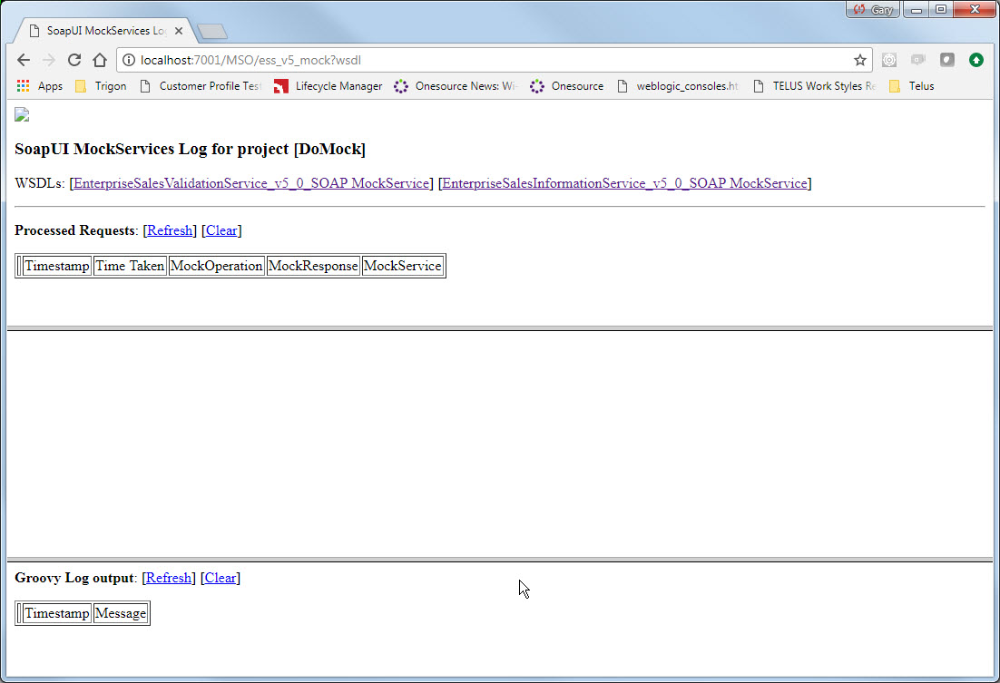 Gary
SoapUI MockServices Lo
localhost:7001/MSO/ess_v5_mock?wsdl
Apps Trigon Customer Profile Test Lifecycle Manager Onesource News: Wi Onesource weblogic_consoles.ht TELUS Work Styles Re Telus
SoapUI MockServices Log for project [DoMock]
WSDLs: [EnterpriseSalesValidationService_v5_0_SOAP MockService] [EnterpriseSalesInformationService_v5_0_SOAP MockService]
Processed Requests: [Refresh] [Clear]
Timestamp Time Taken MockOperation MockResponse MockService
Groovy Log output: [Refresh] [Clear]
Timestamp Message